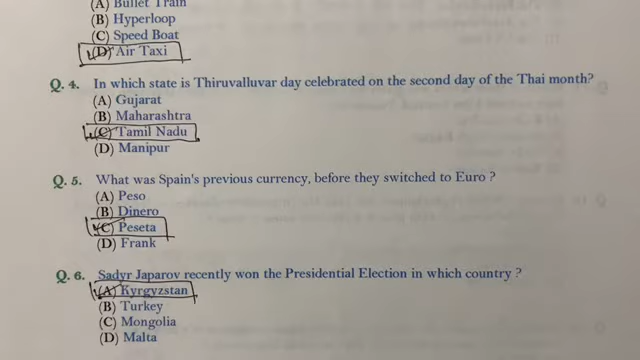 (A) Bullet Train
(B) Hyperloop
(C) Speed Boat
(D) Air Taxi
Q. 4. In which state is Thiruvalluvar day celebrated on the second day of the Thai month?
(A) Gujarat
(B) Maharashtra
(C) Tamil Nadu
(D) Manipur
Q. 5. What was Spain's previous currency, before they switched to Euro ?
(A) Peso
(B) Dinero
(C) Peseta
(D) Frank
Q. 6. Sadyr Japarov recently won the Presidential Election in which country ?
(A) Kyrgyzstan
(B) Turkey
(C) Mongolia
(D) Malta